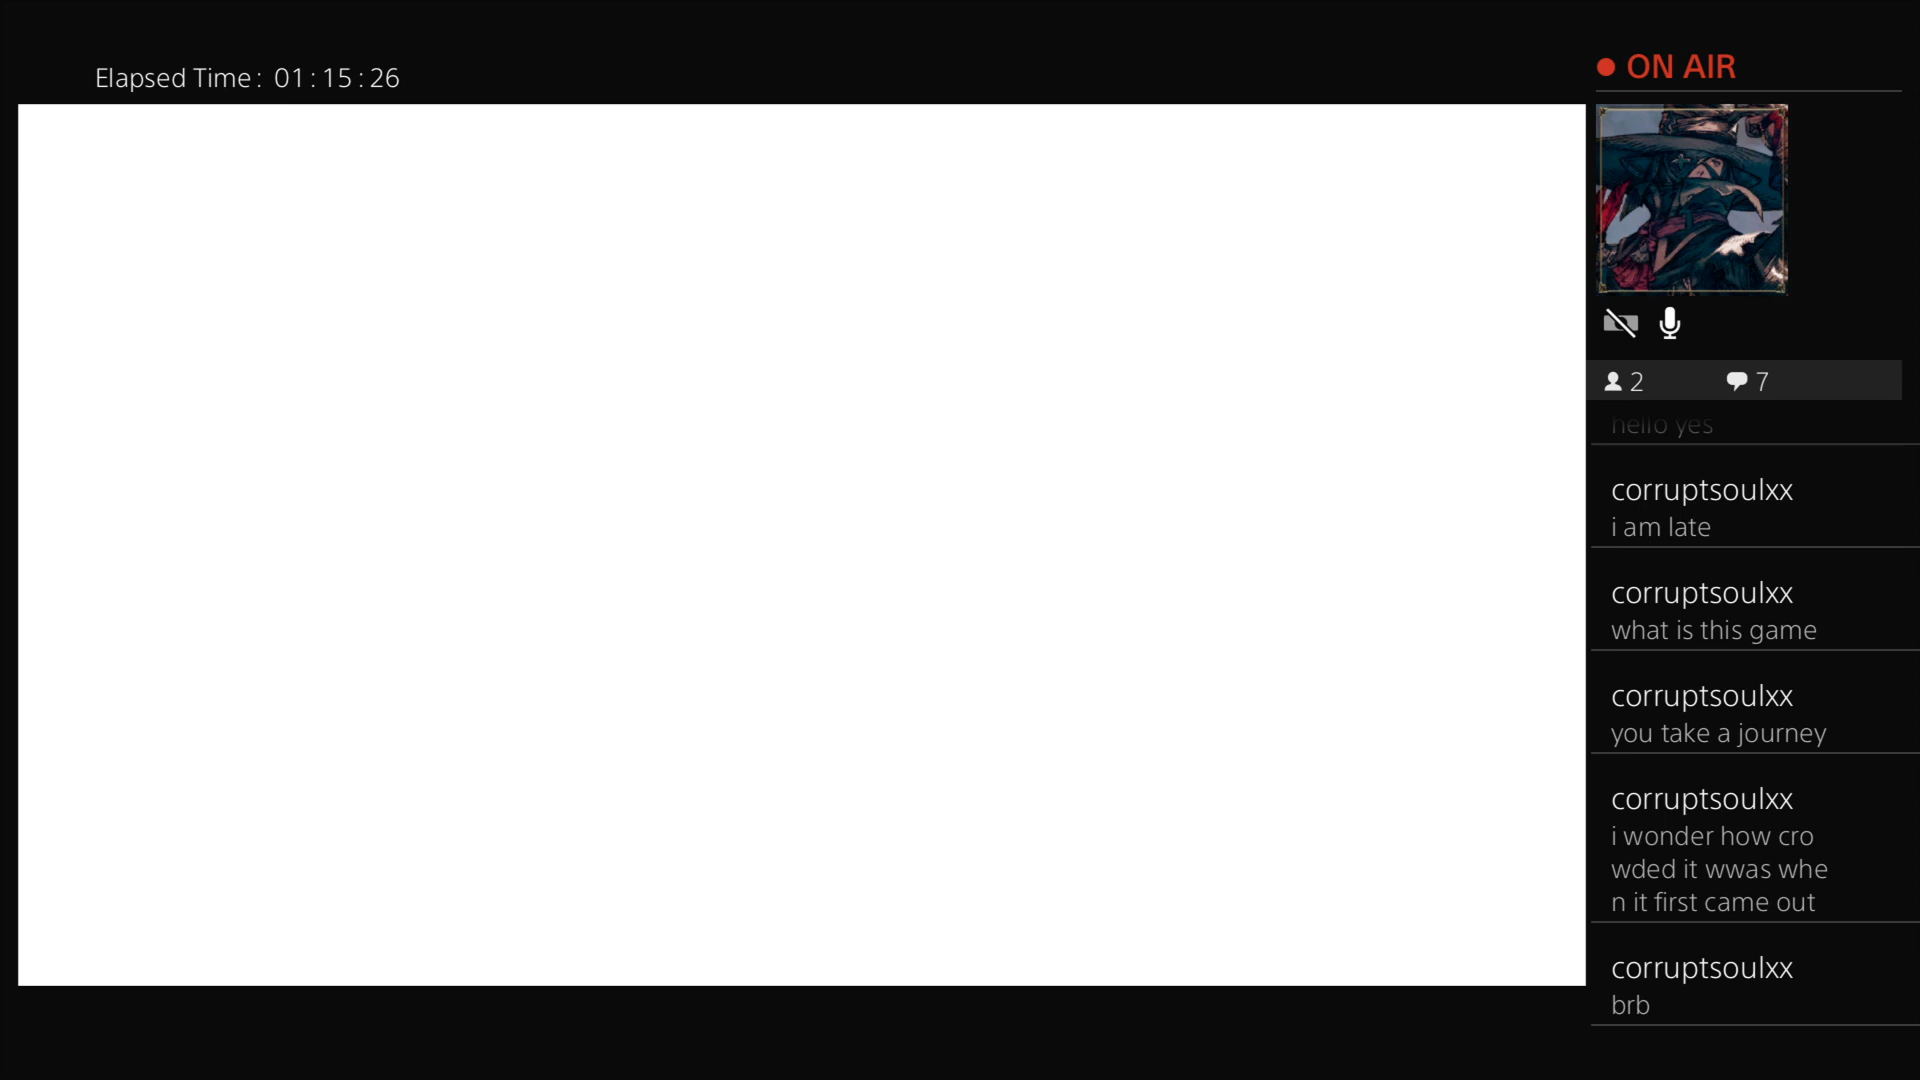 Elapsed Time: 01:15:26
ON AIR
2
7
hello yes
corruptsoulxx
i am late
corruptsoulxx
what is this game
corruptsoulxx
you take a journey
corruptsoulxx
i wonder how cro
wded it wwas whe
n it first came out
corruptsoulxx
brb